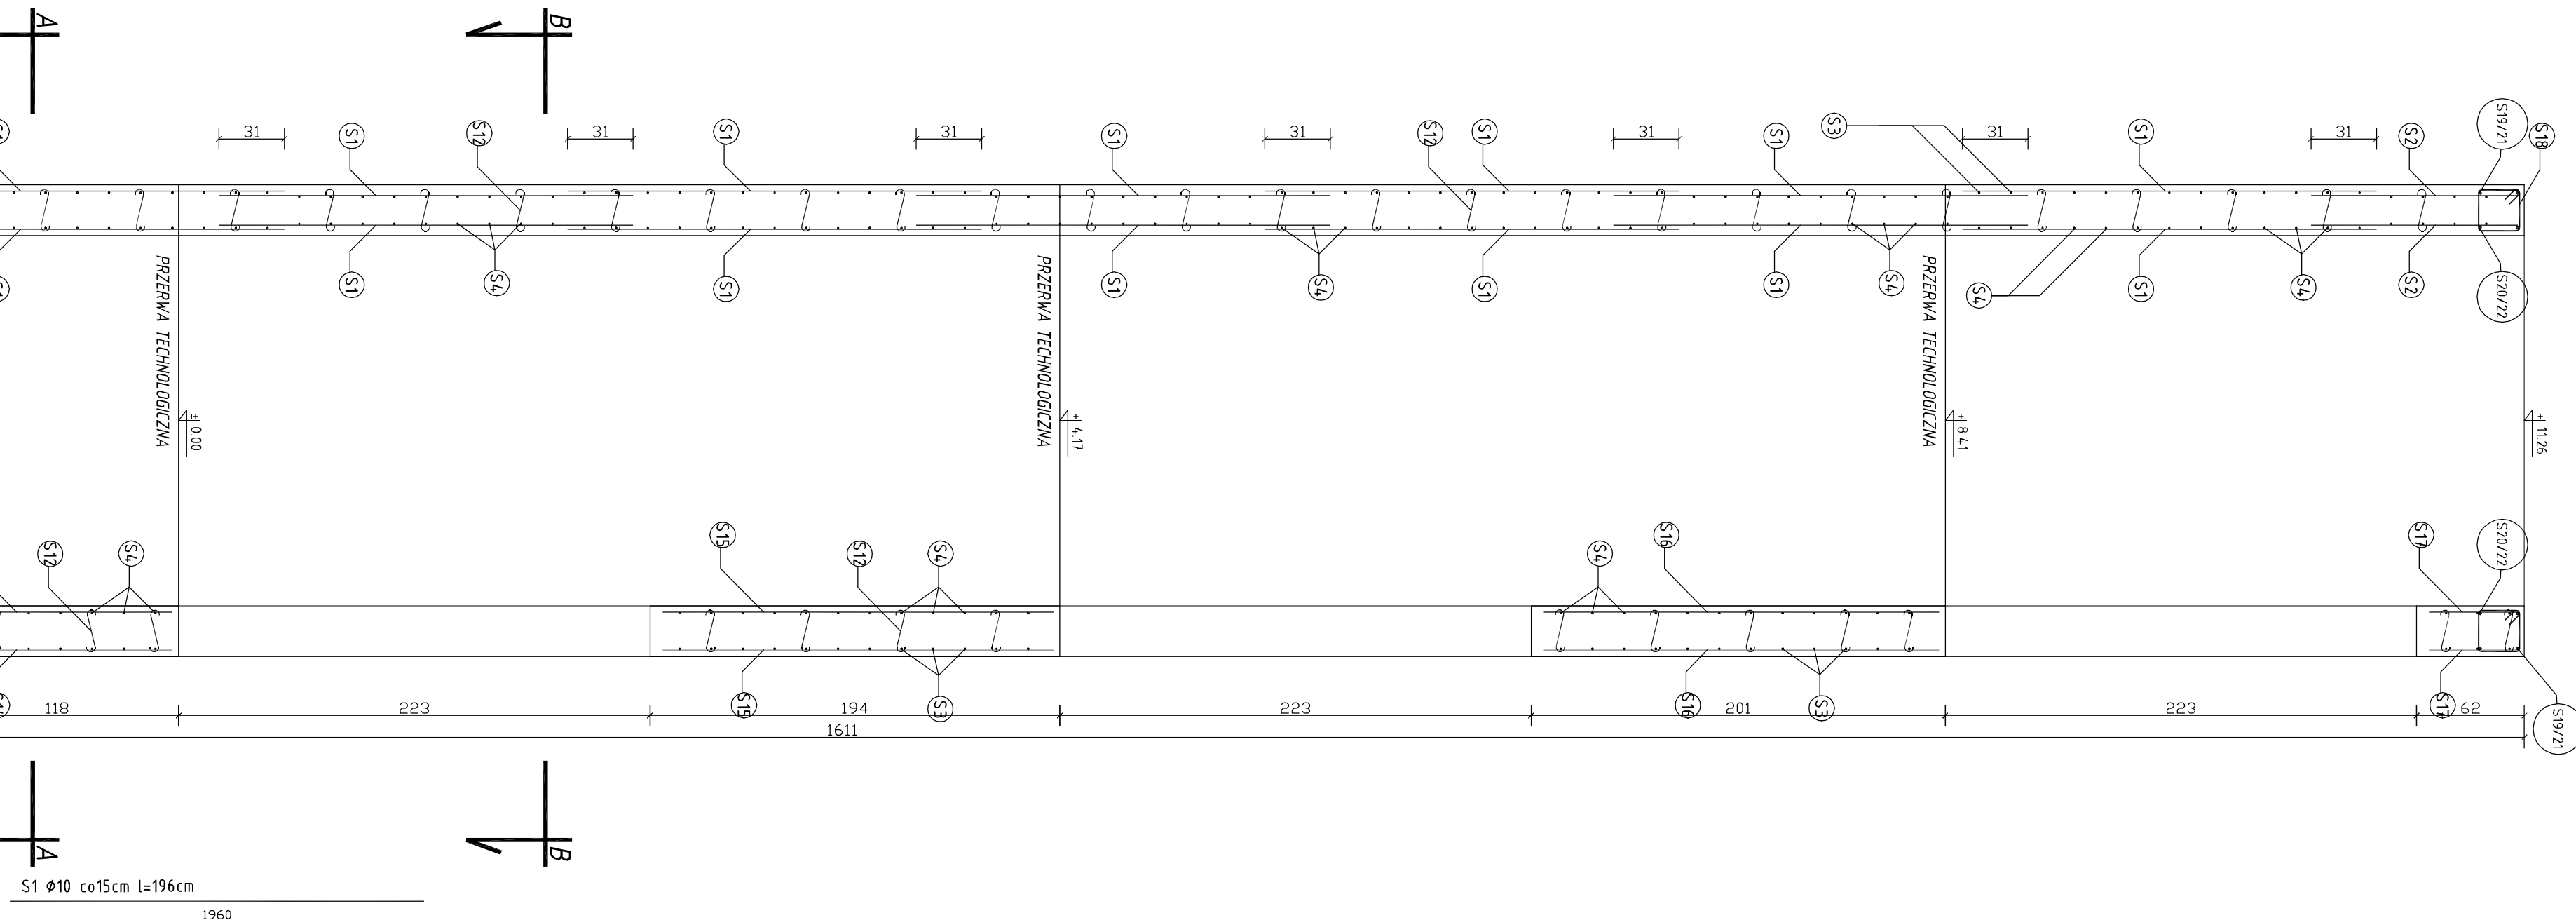 A
B
31
31
31
31
31
31
31
S1
S12
S1
S1
S12
S1
S1
S3
S1
S2
S19/21
S18
S1
S4
S1
S1
S4
S1
S1
S4
S4
S1
S4
S2
S20/22
PRZERWA TECHNOLOGICZNA
PRZERWA TECHNOLOGICZNA
PRZERWA TECHNOLOGICZNA
± 0.00
+ 4.17
+ 8.41
+ 11.26
S12
S4
S15
S12
S4
S4
S16
S17
S20/22
S15
S3
S16
S3
S17
S19/21
118
223
194
223
201
223
62
1611
A
B
S1 Φ10 co15cm l=196cm
1960